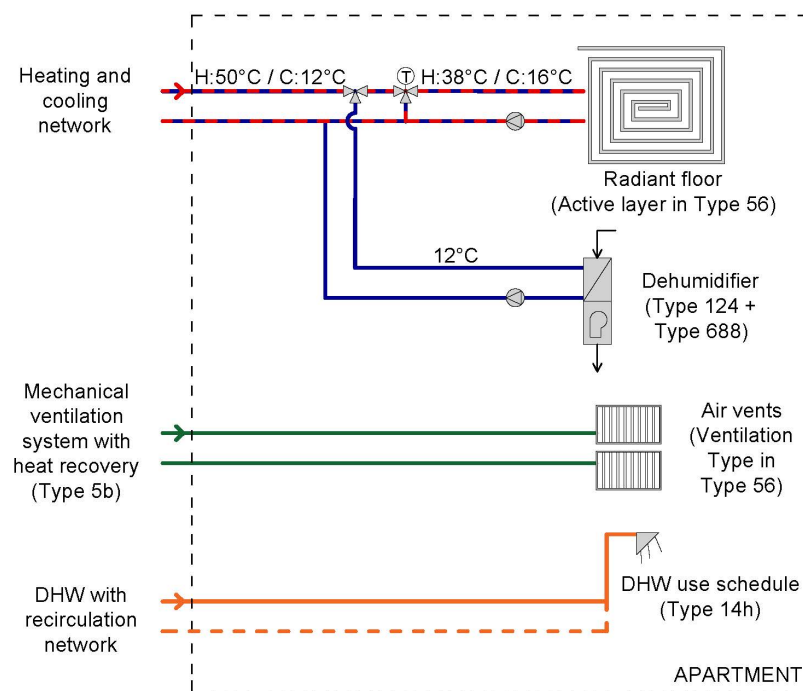 Heating and
cooling
network
H:50°C / C:12°C
T
H:38°C / C:16°C
Radiant floor
(Active layer in Type 56)
12°C
Dehumidifier
(Type 124 +
Type 688)
Mechanical
ventilation
system with
heat recovery
(Type 5b)
Air vents
(Ventilation
Type in
Type 56)
DHW with
recirculation
network
DHW use schedule
(Type 14h)
APARTMENT